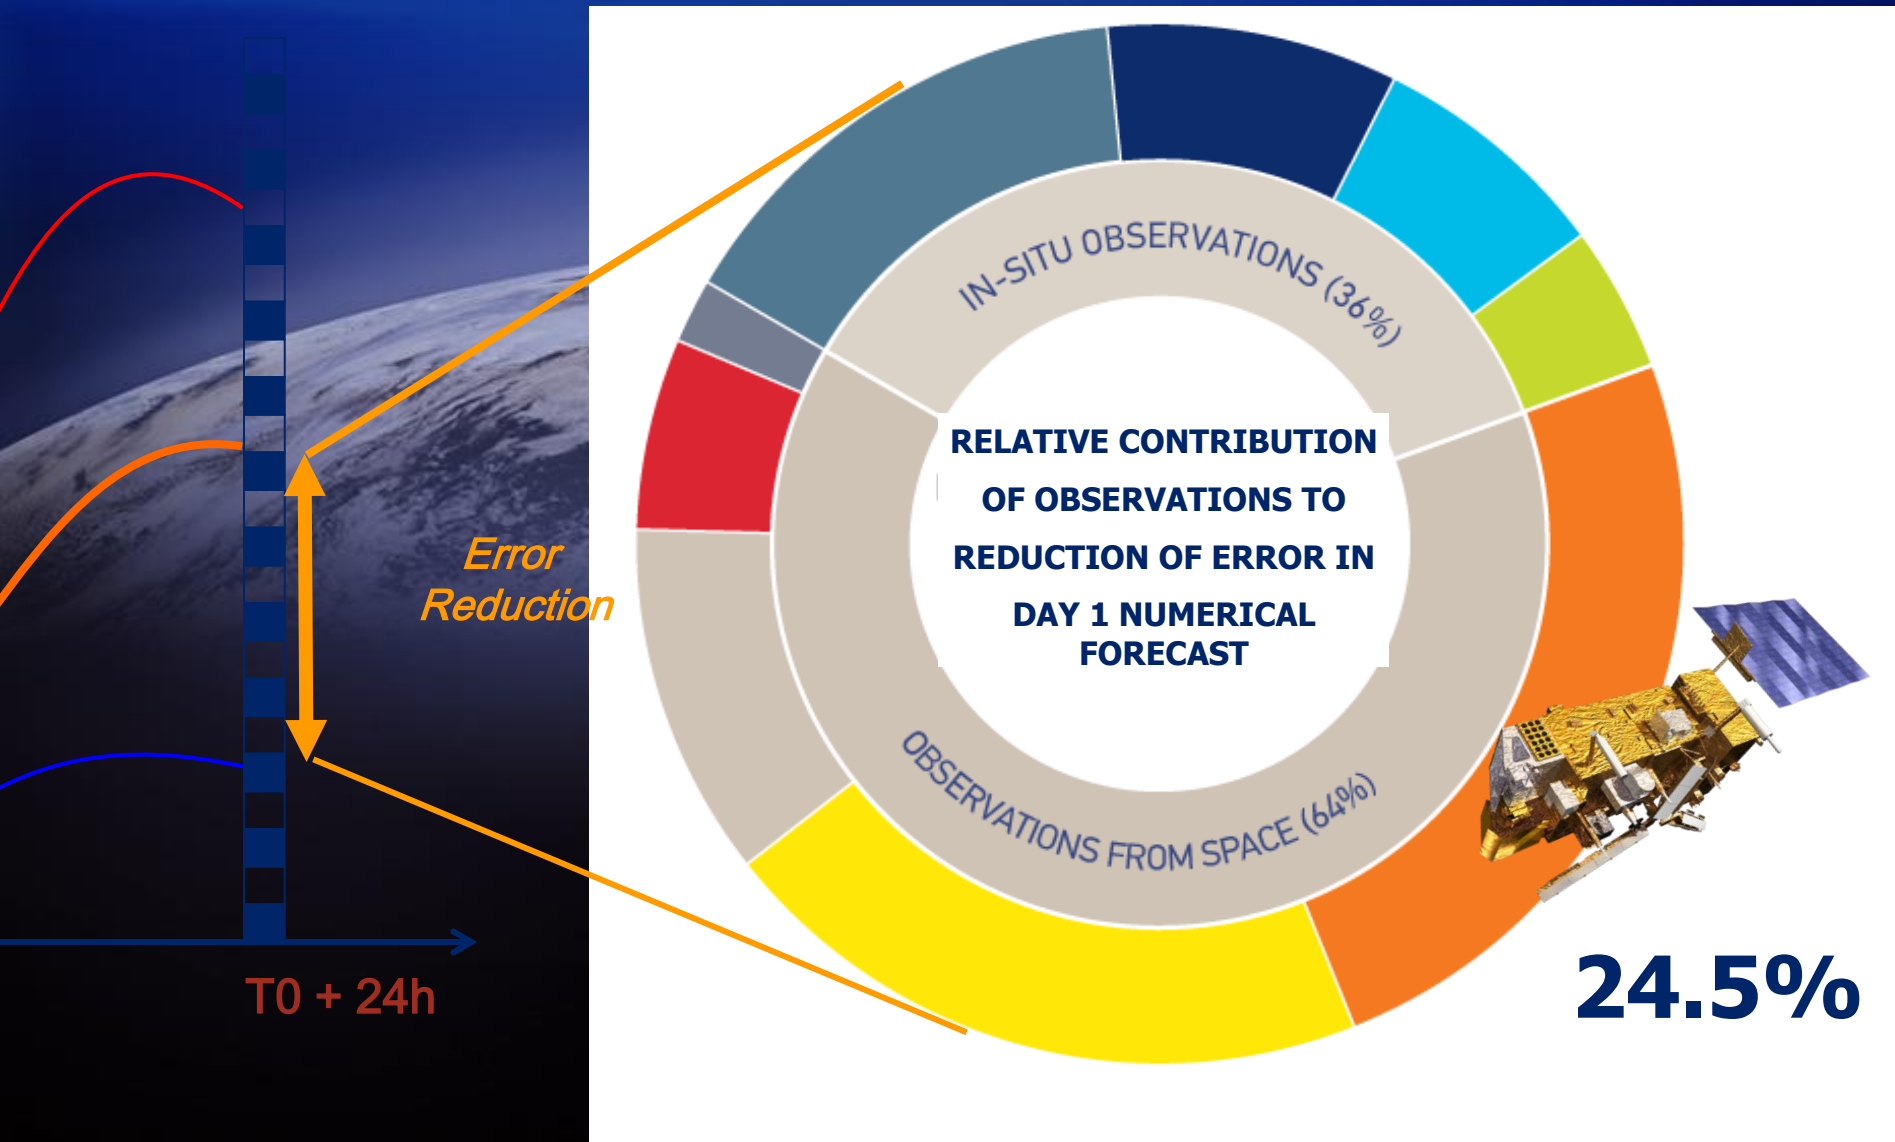 IN-SITU OBSERVATIONS (36%)
RELATIVE CONTRIBUTION
OF OBSERVATIONS TO
REDUCTION OF ERROR IN
DAY 1 NUMERICAL
FORECAST
Error
Reduction
OBSERVATIONS FROM SPACE (64%)
24.5%
T0 + 24h